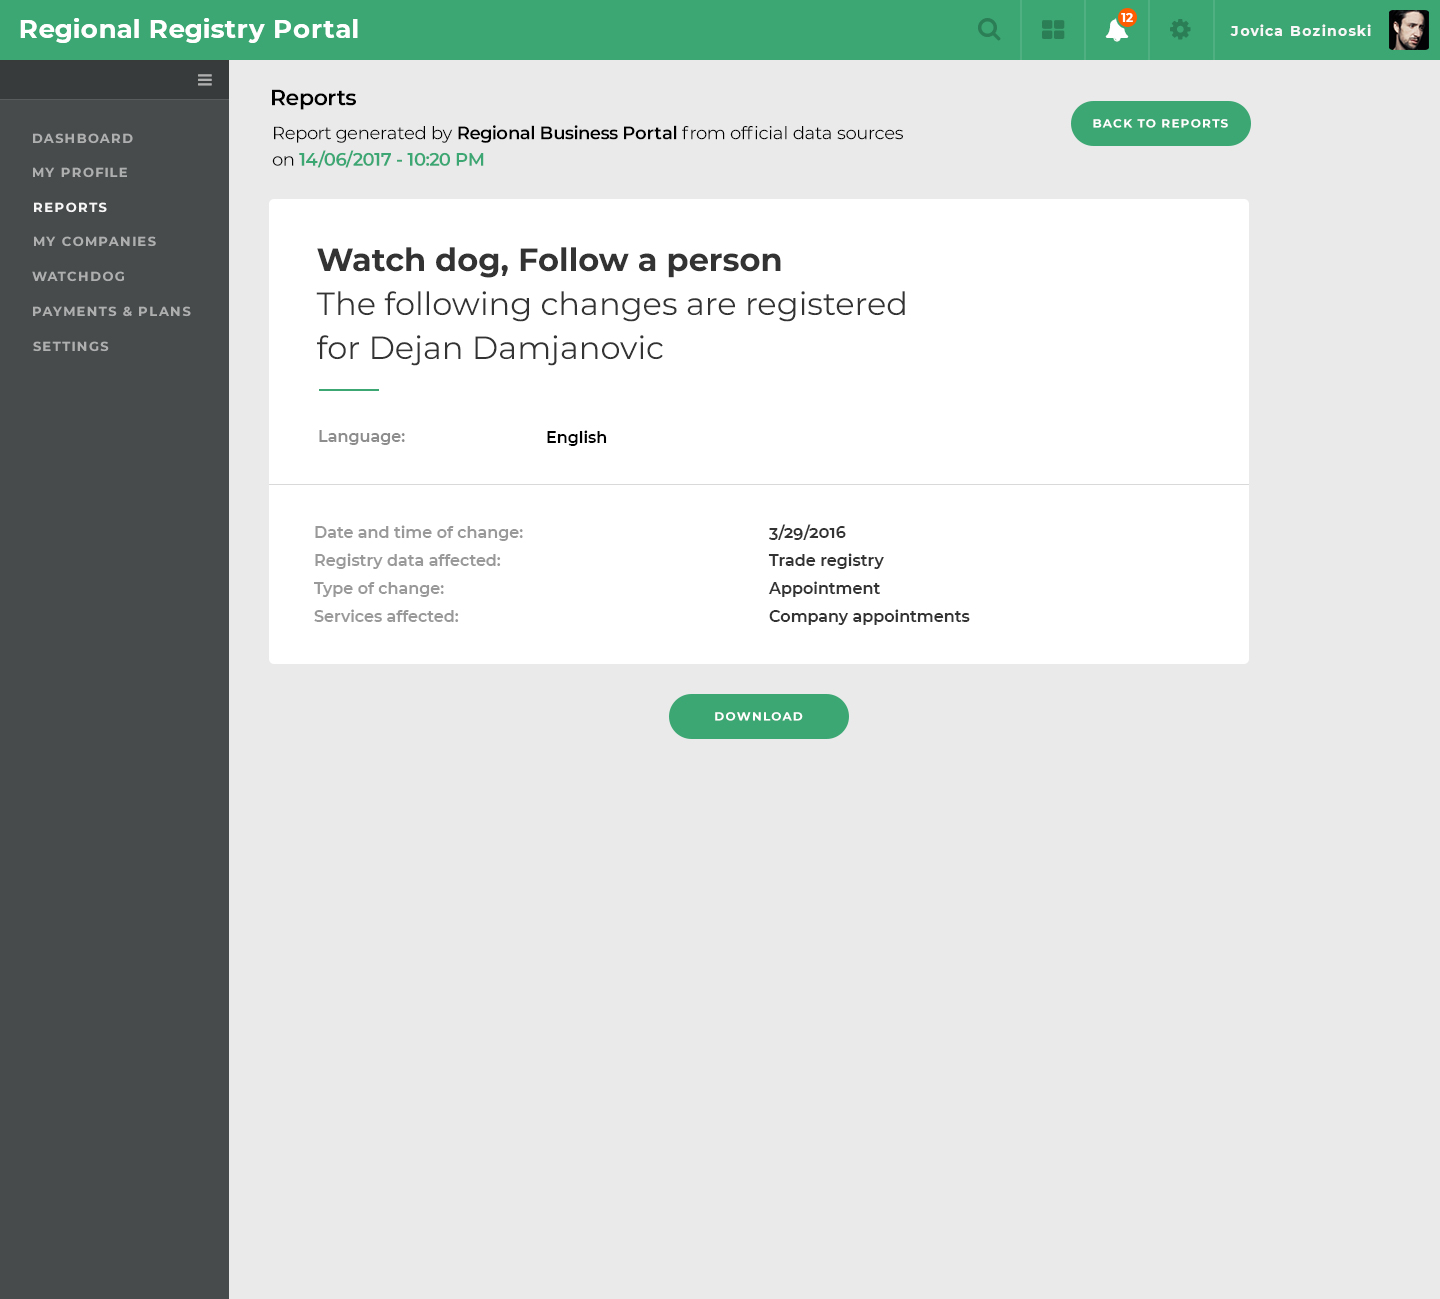 Regional Registry Portal
12
Jovica Bozinoski
DASHBOARD
MY PROFILE
REPORTS
MY COMPANIES
WATCHDOG
PAYMENTS & PLANS
SETTINGS
Reports
Report generated by Regional Business Portal from official data sources
on 14/06/2017 - 10:20 PM
BACK TO REPORTS
Watch dog, Follow a person
The following changes are registered
for Dejan Damjanovic
Language: English
Date and time of change: 3/29/2016
Registry data affected: Trade registry
Type of change: Appointment
Services affected: Company appointments
DOWNLOAD